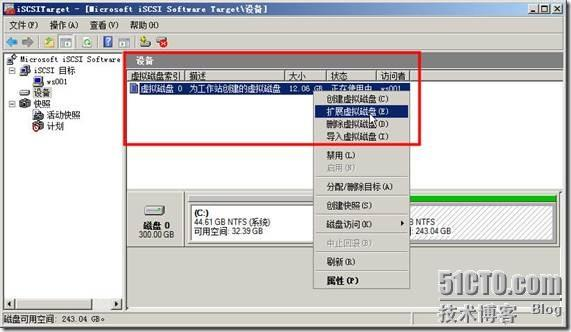 iSCSITarget - [Microsoft iSCSI Software Target\设备]
文件(F) 操作(A) 查看(V) 帮助(H)
Microsoft iSCSI Software
iSCSI 目标
ws001
设备
快照
活动快照
计划
设备
虚拟磁盘索引 描述 大小 状态 访问者
虚拟磁盘 0 为工作站创建的虚拟磁盘 12.06 GB 正在使用中 ws001
创建虚拟磁盘(C)
扩展虚拟磁盘(E)
删除虚拟磁盘(D)
导入虚拟磁盘(I)
禁用(L)
启用(N)
分配/删除目标(A)
创建快照(S)
磁盘访问(K)
中止回滚(B)
刷新(R)
属性(P)
磁盘 0
300.00 GB
(C:)
44.61 GB NTFS (系统)
可用空间: 32.39 GB
GB NTFS
: 243.04 GB
磁盘可用空间: 243.04 GB。
51CTO.com
技术博客 Blog